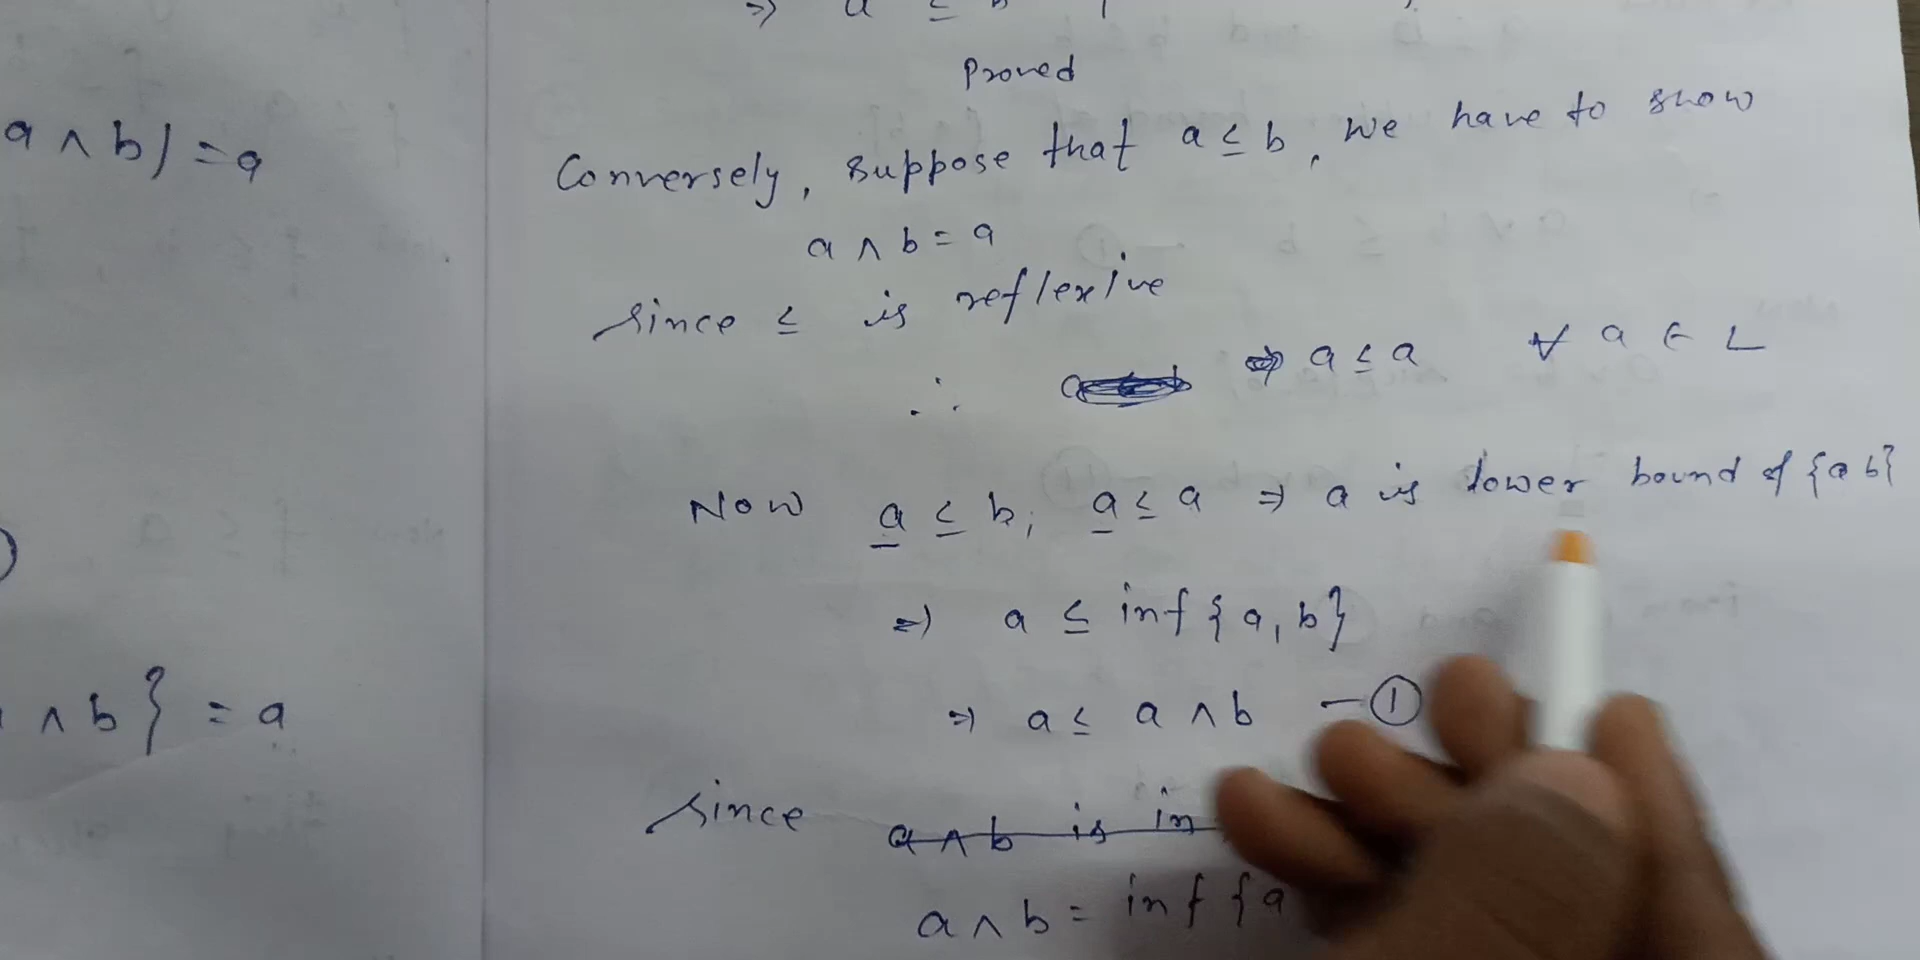 ⇒ a ≤ b
Proved
a ∧ b) = a
Conversely, suppose that a ≤ b, We have to show
a ∧ b = a
Since ≤ is reflexive
∴ ⇒ a ≤ a ∀ a ∈ L
Now a ≤ b, a ≤ a ⇒ a is lower bound of {a b}
⇒ a ≤ inf {a, b}
∧ b} = a
⇒ a ≤ a ∧ b — ①
Since a ∧ b is in
a ∧ b = inf {a